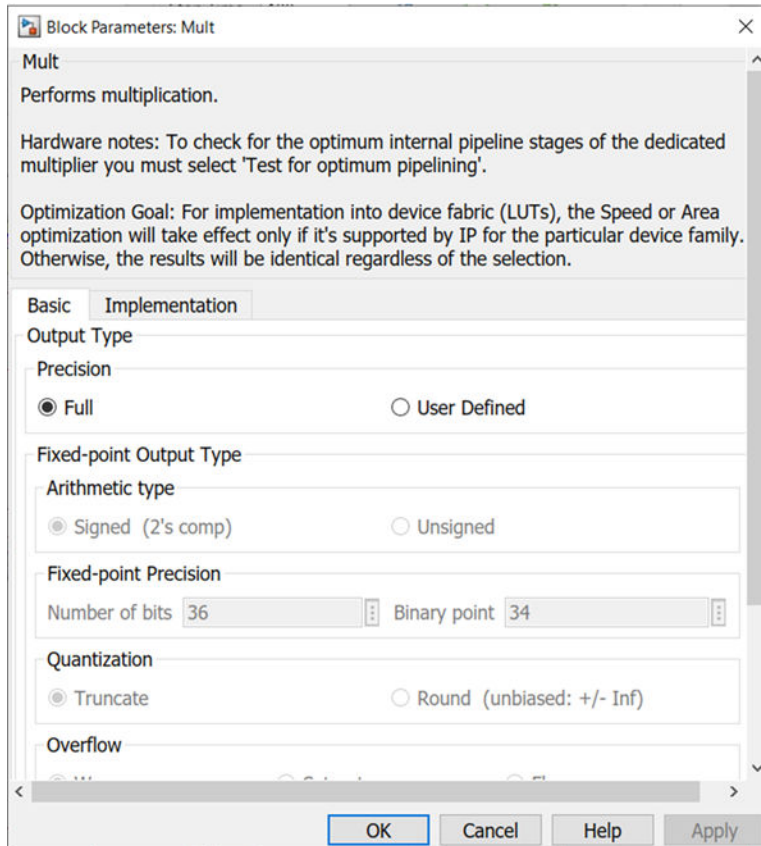 Block Parameters: Mult
Mult
Performs multiplication.
Hardware notes: To check for the optimum internal pipeline stages of the dedicated
multiplier you must select 'Test for optimum pipelining'.
Optimization Goal: For implementation into device fabric (LUTs), the Speed or Area
optimization will take effect only if it's supported by IP for the particular device family.
Otherwise, the results will be identical regardless of the selection.
Basic Implementation
Output Type
Precision
Full User Defined
Fixed-point Output Type
Arithmetic type
Signed (2's comp) Unsigned
Fixed-point Precision
Number of bits 36 Binary point 34
Quantization
Truncate Round (unbiased: +/- Inf)
Overflow
OK Cancel Help Apply